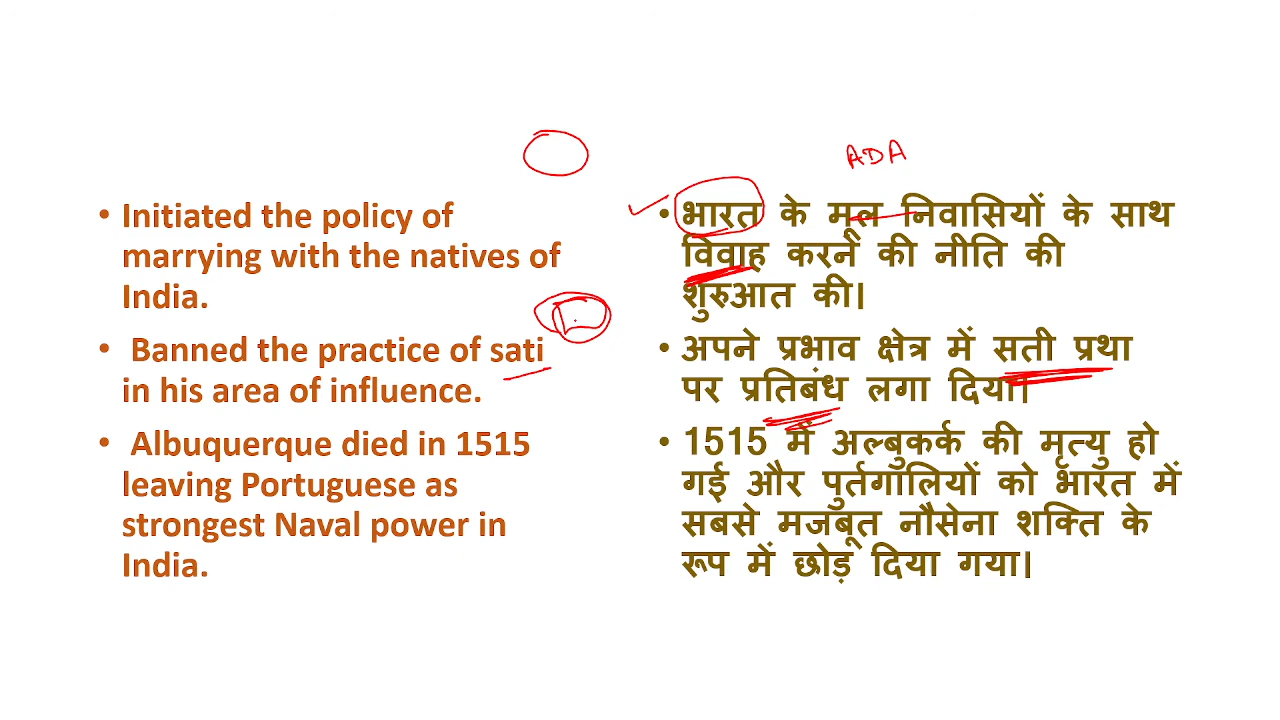 • Initiated the policy of
marrying with the natives of
India.
• Banned the practice of sati
in his area of influence.
• Albuquerque died in 1515
leaving Portuguese as
strongest Naval power in
India.
ADA
• भारत के मूल निवासियों के साथ
विवाह करने की नीति की
शुरुआत की।
• अपने प्रभाव क्षेत्र में सती प्रथा
पर प्रतिबंध लगा दिया।
• 1515 में अल्बुकर्क की मृत्यु हो
गई और पुर्तगालियों को भारत में
सबसे मजबूत नौसेना शक्ति के
रूप में छोड़ दिया गया।